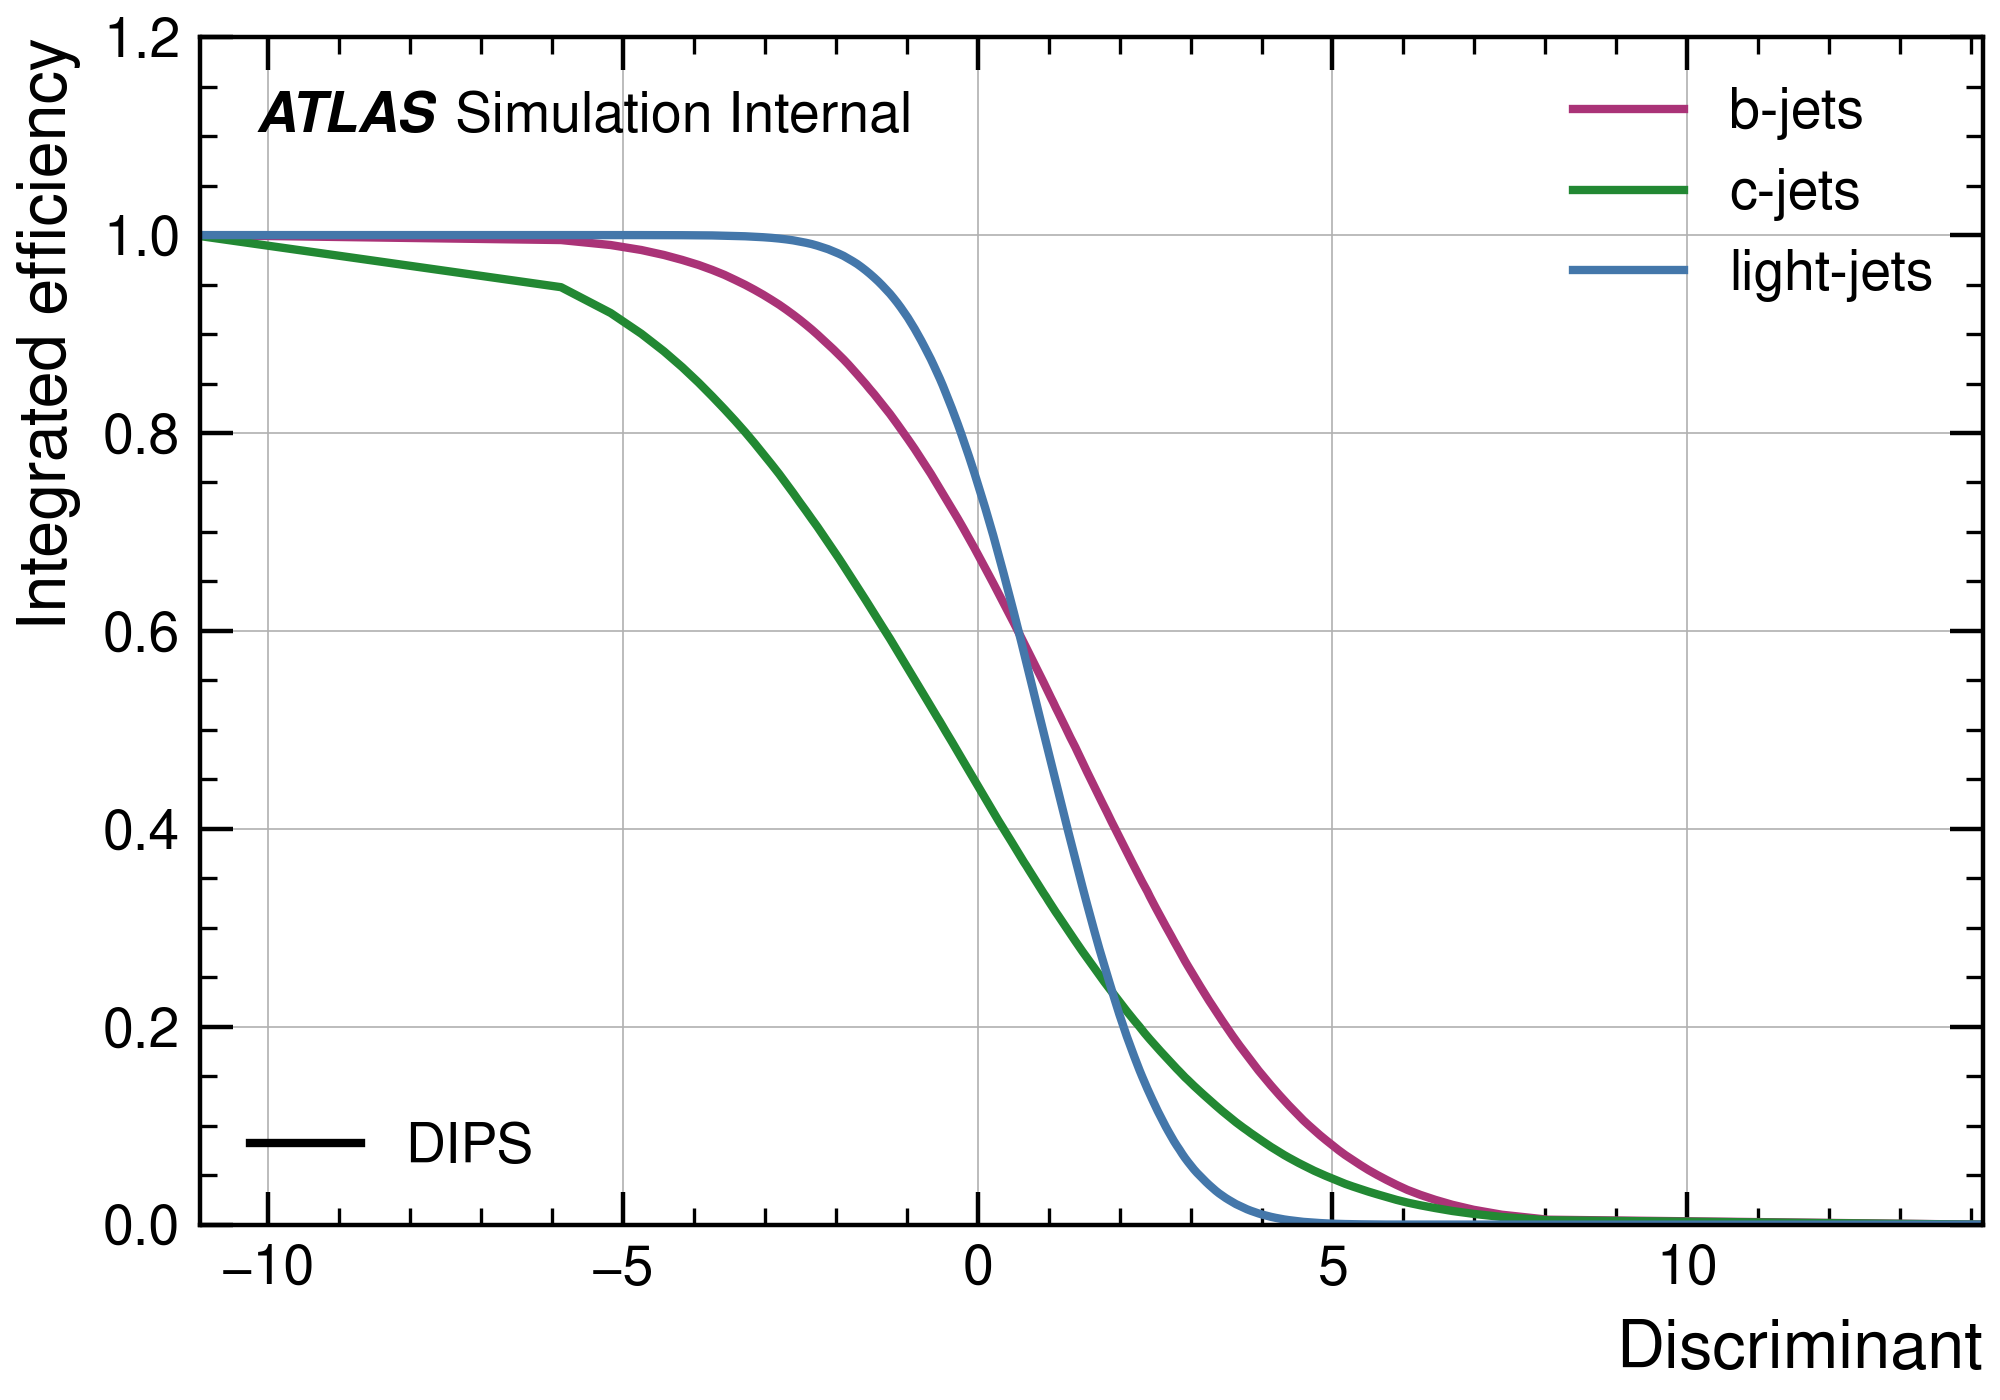 Integrated efficiency
1.2
1.0
0.8
0.6
0.4
0.2
0.0
ATLAS Simulation Internal
b-jets
c-jets
light-jets
DIPS
−10
−5
0
5
10
Discriminant